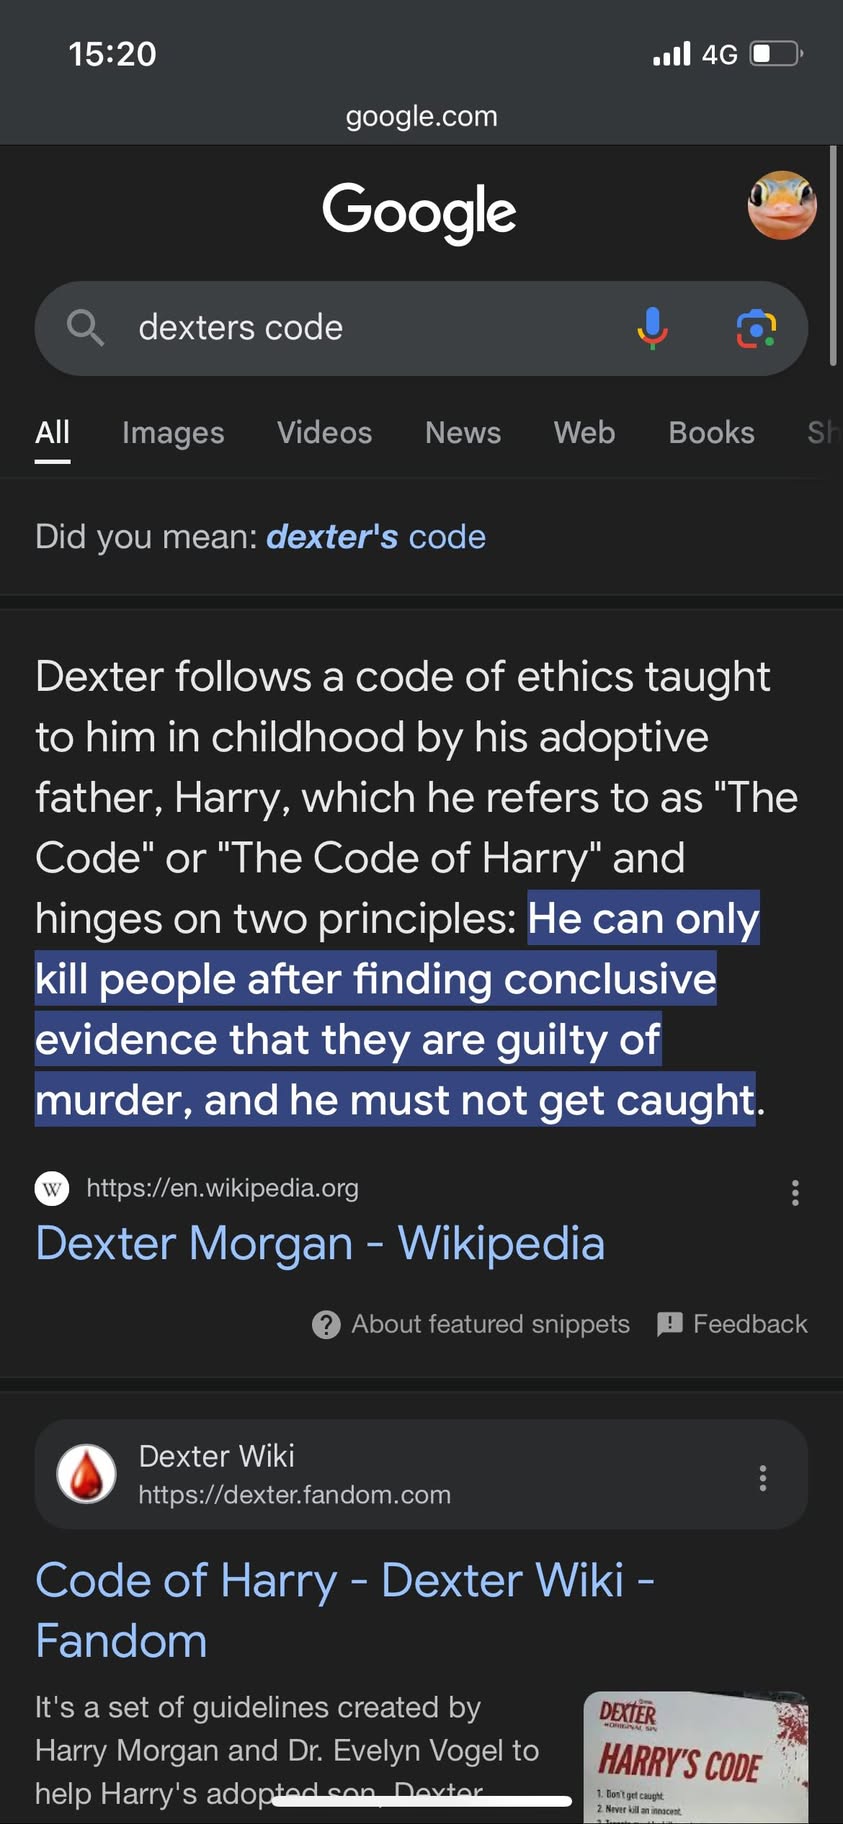 15:20
4G
google.com
Google
dexters code
All Images Videos News Web Books Sh
Did you mean: dexter's code
Dexter follows a code of ethics taught
to him in childhood by his adoptive
father, Harry, which he refers to as "The
Code" or "The Code of Harry" and
hinges on two principles: He can only
kill people after finding conclusive
evidence that they are guilty of
murder, and he must not get caught.
W https://en.wikipedia.org
Dexter Morgan - Wikipedia
? About featured snippets ! Feedback
Dexter Wiki
https://dexter.fandom.com
Code of Harry - Dexter Wiki -
Fandom
It's a set of guidelines created by
Harry Morgan and Dr. Evelyn Vogel to
help Harry's adopted son, Dexter
DEXTER
ORIGINAL SIN
HARRY'S CODE
1. Don't get caught.
2. Never kill an innocent.